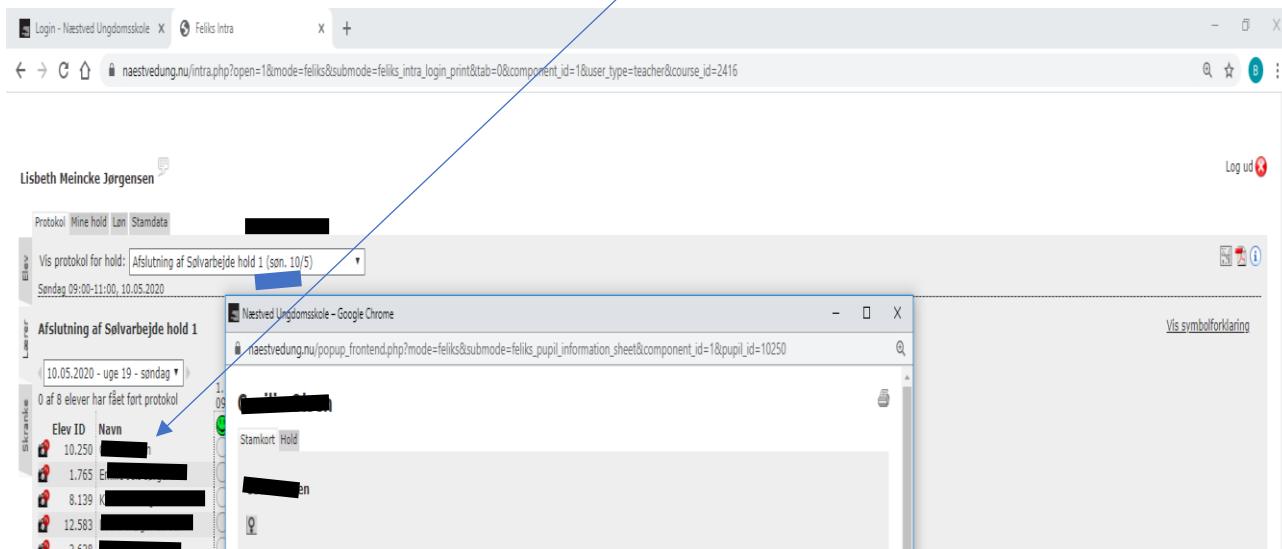 Login - Næstved Ungdomsskole X Feliks Intra X +
naestvedung.nu/intra.php?open=1&mode=feliks&submode=feliks_intra_login_print&tab=0&component_id=1&user_type=teacher&course_id=2416 B
Lisbeth Meincke Jørgensen
Log ud
Protokol Mine hold Løn Stamdata
Elev
Vis protokol for hold: Afslutning af Sølvarbejde hold 1 (søn. 10/5)
Søndag 09:00-11:00, 10.05.2020
Næstved Ungdomsskole – Google Chrome
Lærer
Afslutning af Sølvarbejde hold 1
Vis symbolforklaring
naestvedung.nu/popup_frontend.php?mode=feliks&submode=feliks_pupil_information_sheet&component_id=1&pupil_id=10250
10.05.2020 - uge 19 - søndag
0 af 8 elever har fået ført protokol
1.
09
Skranke
Elev ID Navn
Stamkort Hold
10.250 n
1.765 E
8.139 K
en
12.583
2.628